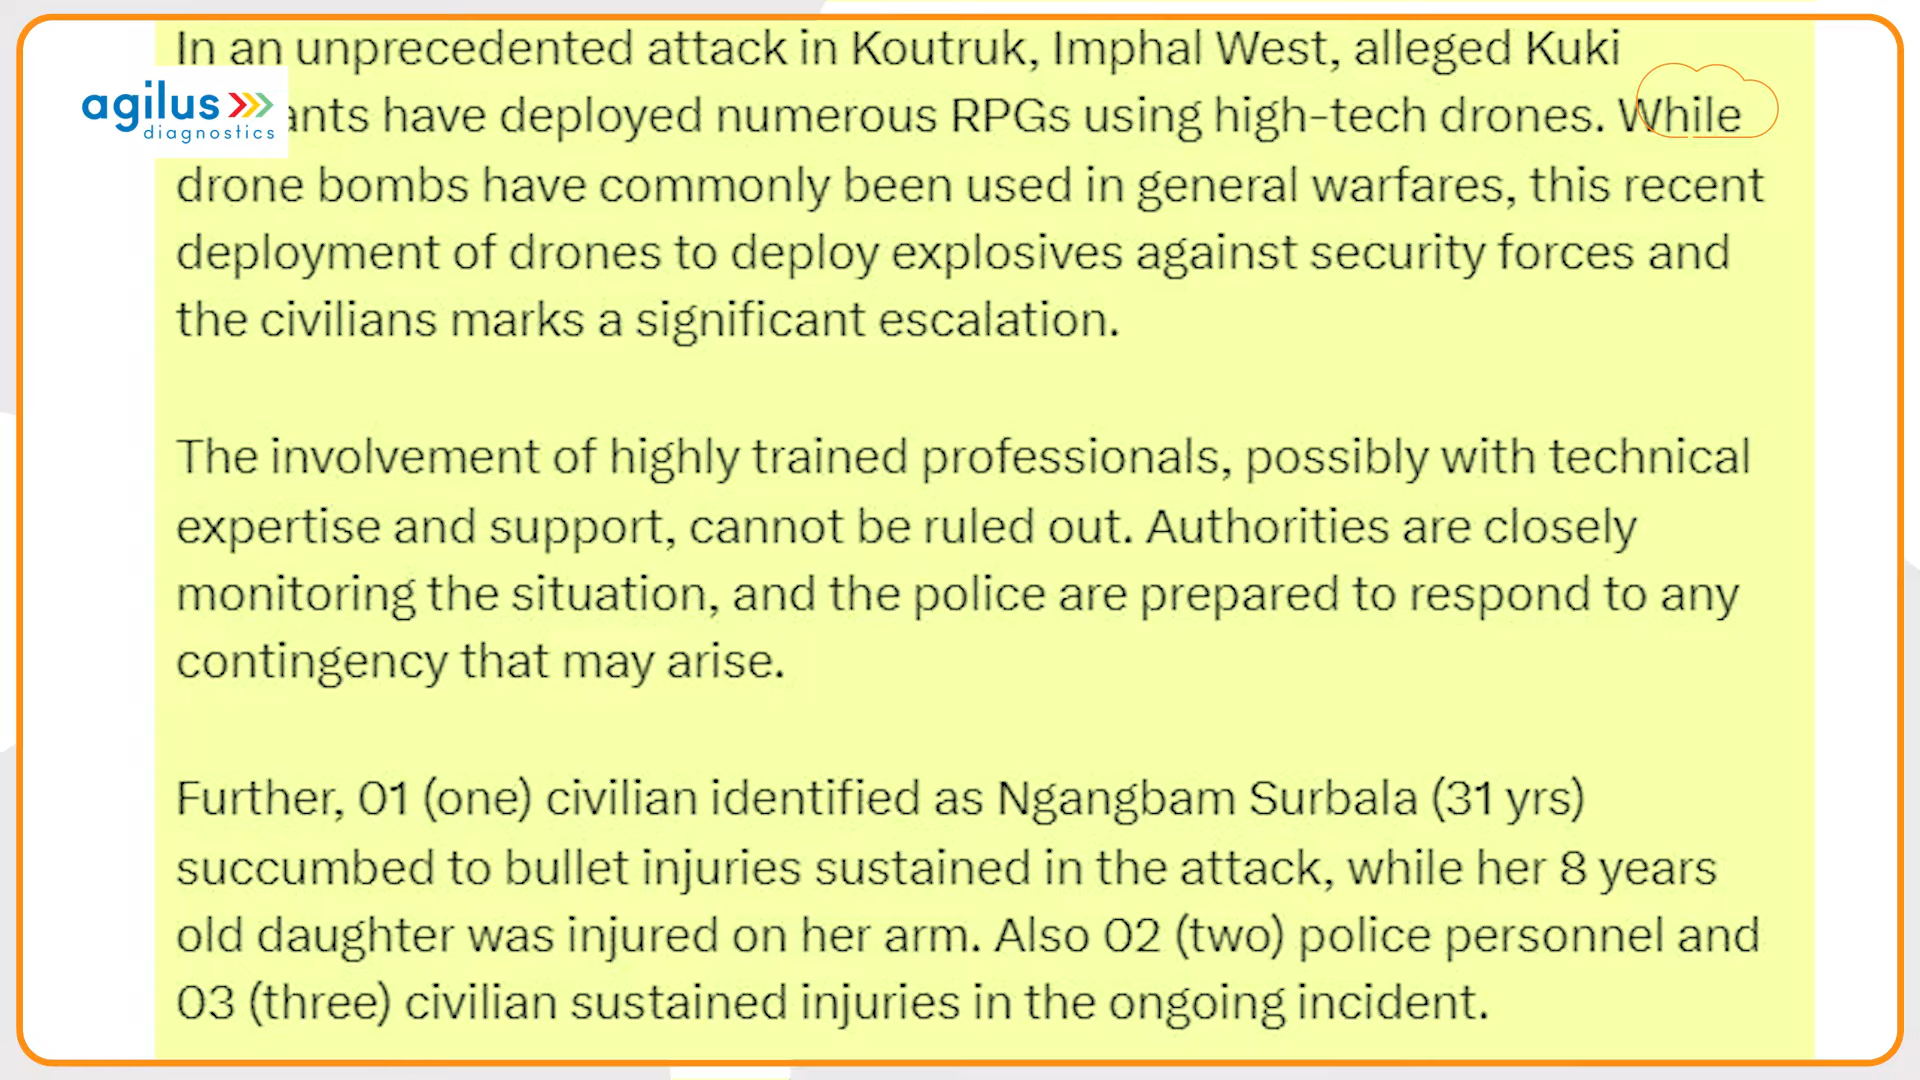 In an unprecedented attack in Koutruk, Imphal West, alleged Kuki
agilus
diagnostics
have deployed numerous RPGs using high-tech drones. While
drone bombs have commonly been used in general warfares, this recent
deployment of drones to deploy explosives against security forces and
the civilians marks a significant escalation.
The involvement of highly trained professionals, possibly with technical
expertise and support, cannot be ruled out. Authorities are closely
monitoring the situation, and the police are prepared to respond to any
contingency that may arise.
Further, 01 (one) civilian identified as Ngangbam Surbala (31 yrs)
succumbed to bullet injuries sustained in the attack, while her 8 years
old daughter was injured on her arm. Also 02 (two) police personnel and
03 (three) civilian sustained injuries in the ongoing incident.